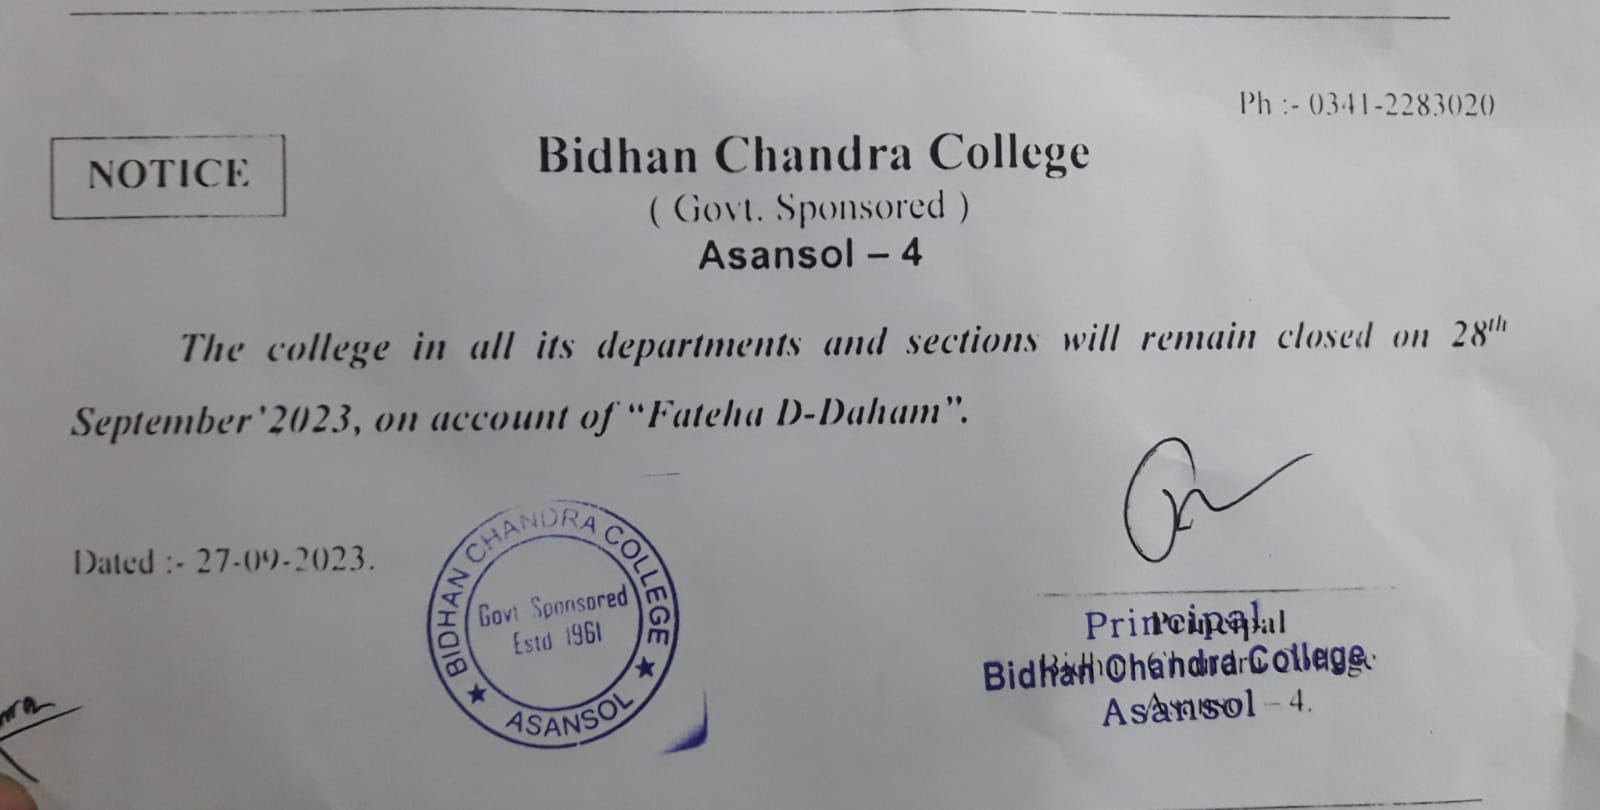 Ph :- 0341-2283020
NOTICE
Bidhan Chandra College
( Govt. Sponsored )
Asansol – 4
The college in all its departments and sections will remain closed on 28th
September'2023, on account of “Fateha D-Daham”.
Dated :- 27-09-2023.
BIDHAN CHANDRA COLLEGE
Govt Sponsored
Estd 1961
★ ASANSOL ★
Principal
Bidhan Chandra College
Asansol – 4.